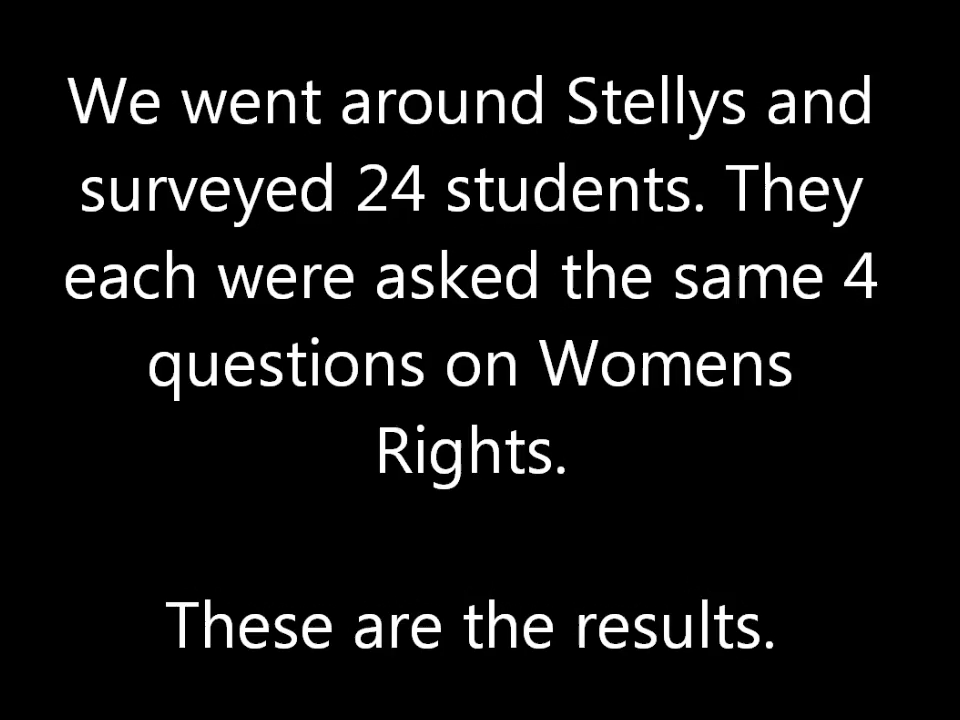 We went around Stellys and
surveyed 24 students. They
each were asked the same 4
questions on Womens
Rights.
These are the results.